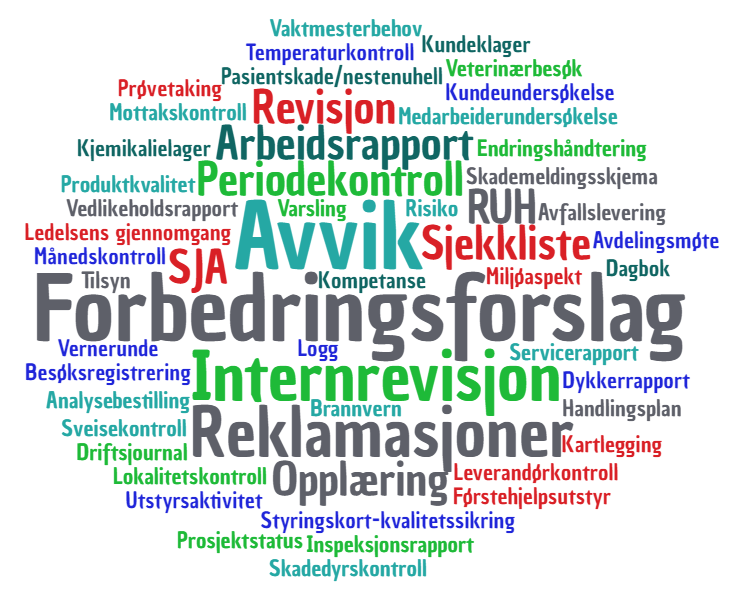 Vaktmesterbehov
Temperaturkontroll Kundeklager
Pasientskade/nestenuhell Veterinærbesøk
Prøvetaking Revisjon Kundeundersøkelse
Mottakskontroll Medarbeiderundersøkelse
Kjemikalielager Arbeidsrapport Endringshåndtering
Produktkvalitet Periodekontroll Skademeldingsskjema
Vedlikeholdsrapport Varsling Risiko RUH Avfallslevering
Ledelsens gjennomgang Avvik Sjekkliste Avdelingsmøte
Månedskontroll SJA
Tilsyn Kompetanse Miljøaspekt Dagbok
Forbedringsforslag
Vernerunde Logg Servicerapport
Besøksregistrering Internrevisjon Dykkerrapport
Analysebestilling Brannvern Handlingsplan
Sveisekontroll Reklamasjoner
Driftsjournal Kartlegging
Lokalitetskontroll Opplæring Leverandørkontroll
Utstyrsaktivitet Førstehjelpsutstyr
Styringskort-kvalitetssikring
Prosjektstatus Inspeksjonsrapport
Skadedyrskontroll